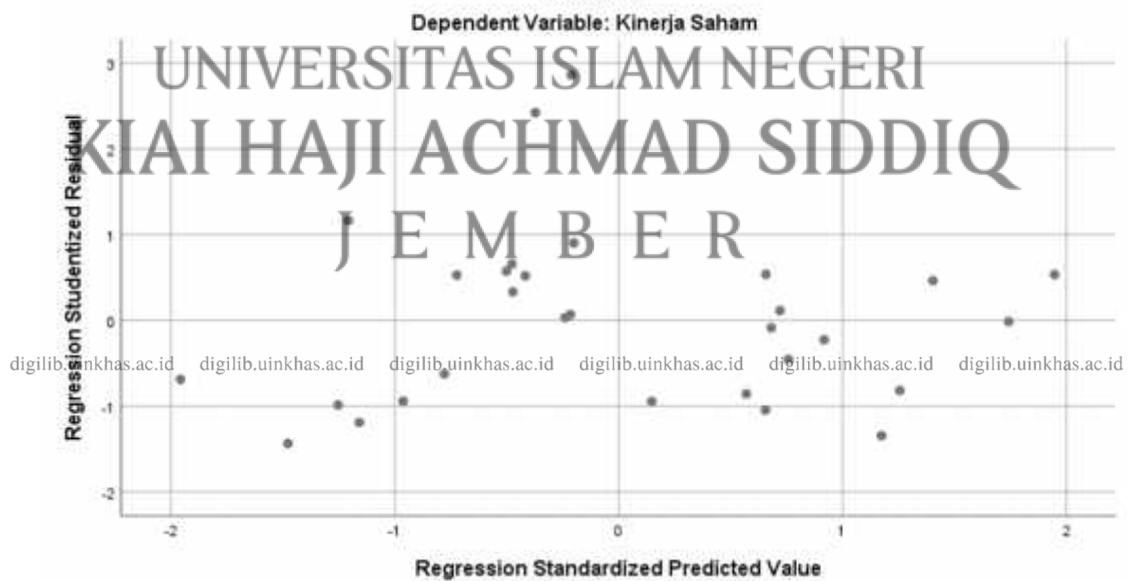 Dependent Variable: Kinerja Saham
UNIVERSITAS ISLAM NEGERI
KIAI HAJI ACHMAD SIDDIQ
J E M B E R
Regression Studentized Residual
3
2
1
0
digilib.uinkhas.ac.id digilib.uinkhas.ac.id digilib.uinkhas.ac.id digilib.uinkhas.ac.id digilib.uinkhas.ac.id digilib.uinkhas.ac.id
-1
-2
-2 -1 0 1 2
Regression Standardized Predicted Value